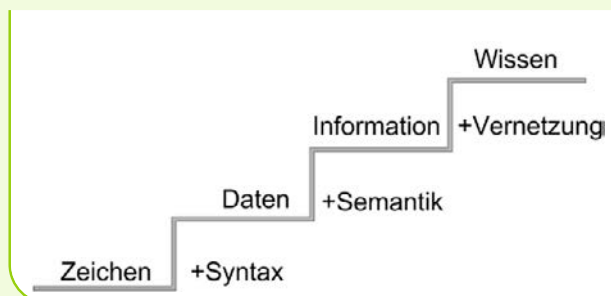 Wissen
Information +Vernetzung
Daten +Semantik
Zeichen +Syntax